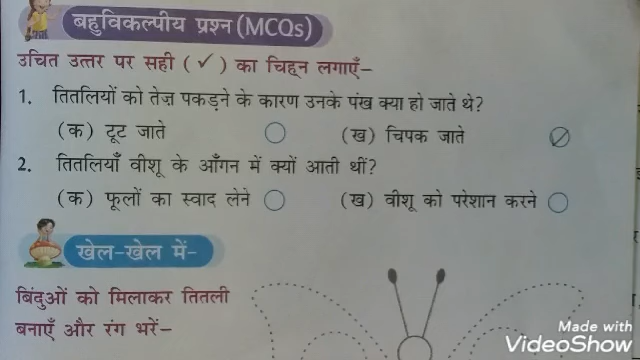 बहुविकल्पीय प्रश्न (MCQs)
उचित उत्तर पर सही (✓) का चिह्न लगाएँ–
1. तितलियों को तेज़ पकड़ने के कारण उनके पंख क्या हो जाते थे?
(क) टूट जाते (ख) चिपक जाते
2. तितलियाँ वीशू के आँगन में क्यों आती थीं?
(क) फूलों का स्वाद लेने (ख) वीशू को परेशान करने
खेल-खेल में-
बिंदुओं को मिलाकर तितली
बनाएँ और रंग भरें–
Made with
VideoShow